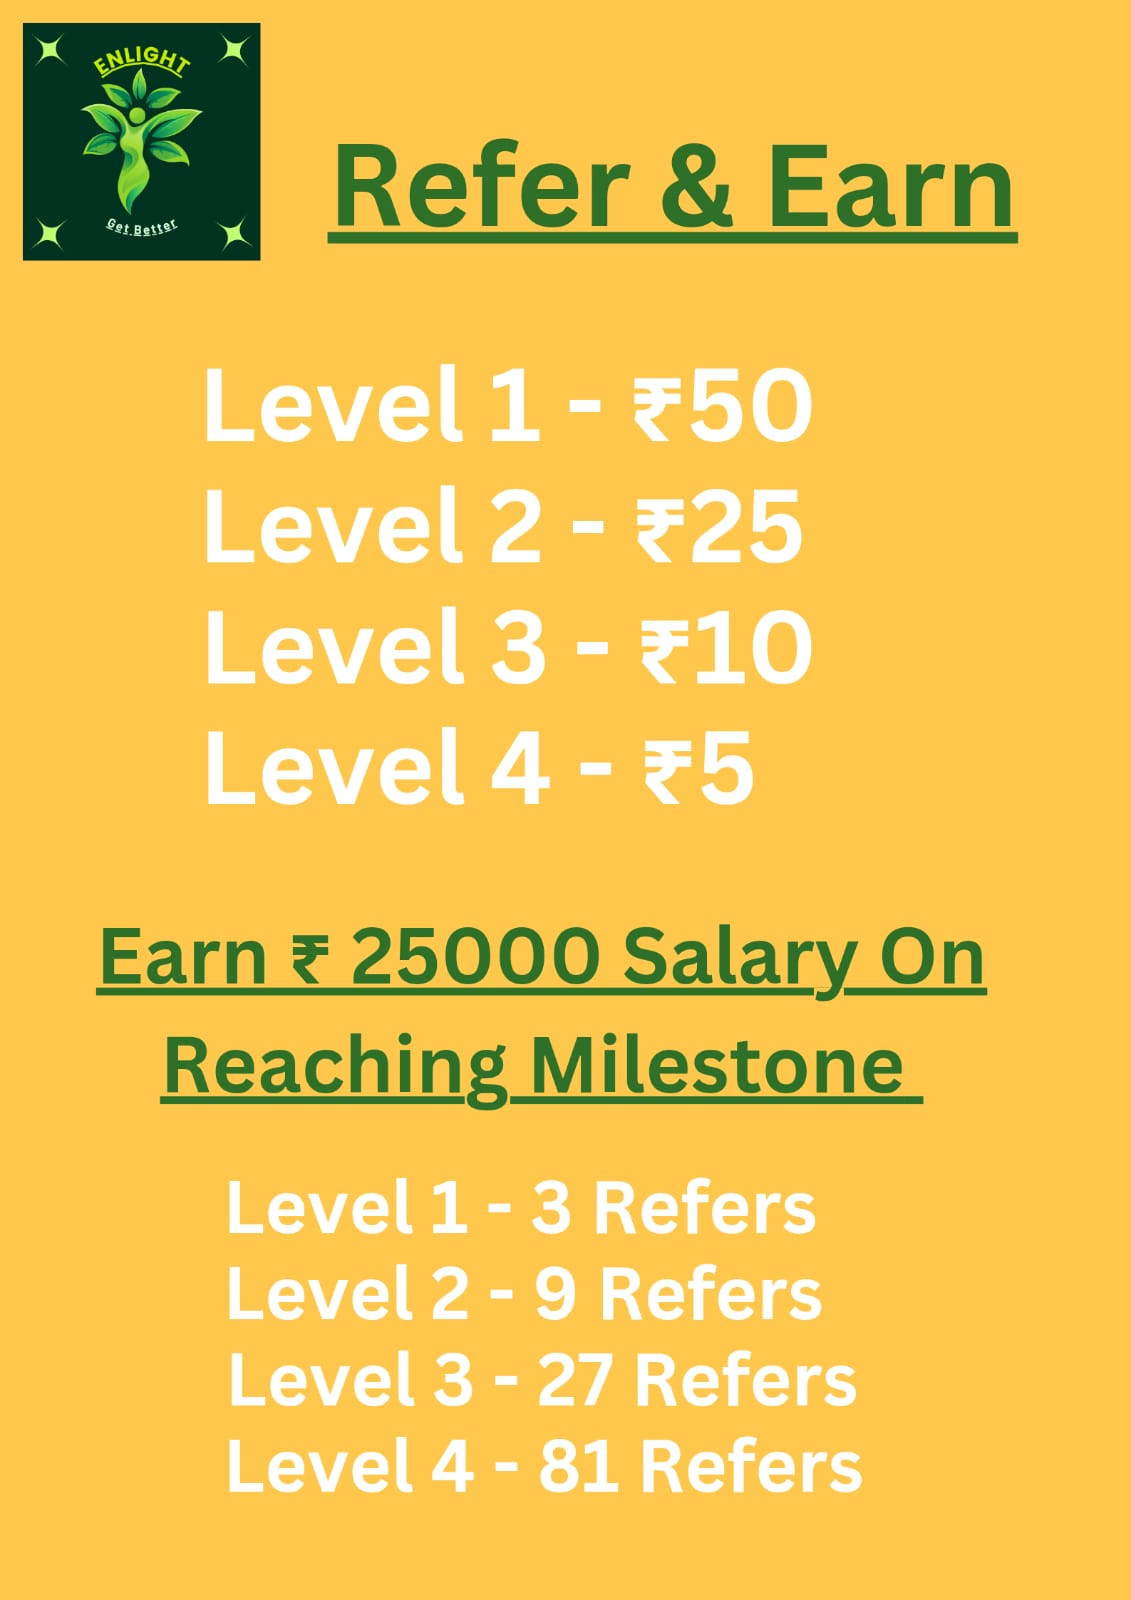 ENLIGHT
Get Better
Refer & Earn
Level 1 - ₹50
Level 2 - ₹25
Level 3 - ₹10
Level 4 - ₹5
Earn ₹ 25000 Salary On
Reaching Milestone
Level 1 - 3 Refers
Level 2 - 9 Refers
Level 3 - 27 Refers
Level 4 - 81 Refers